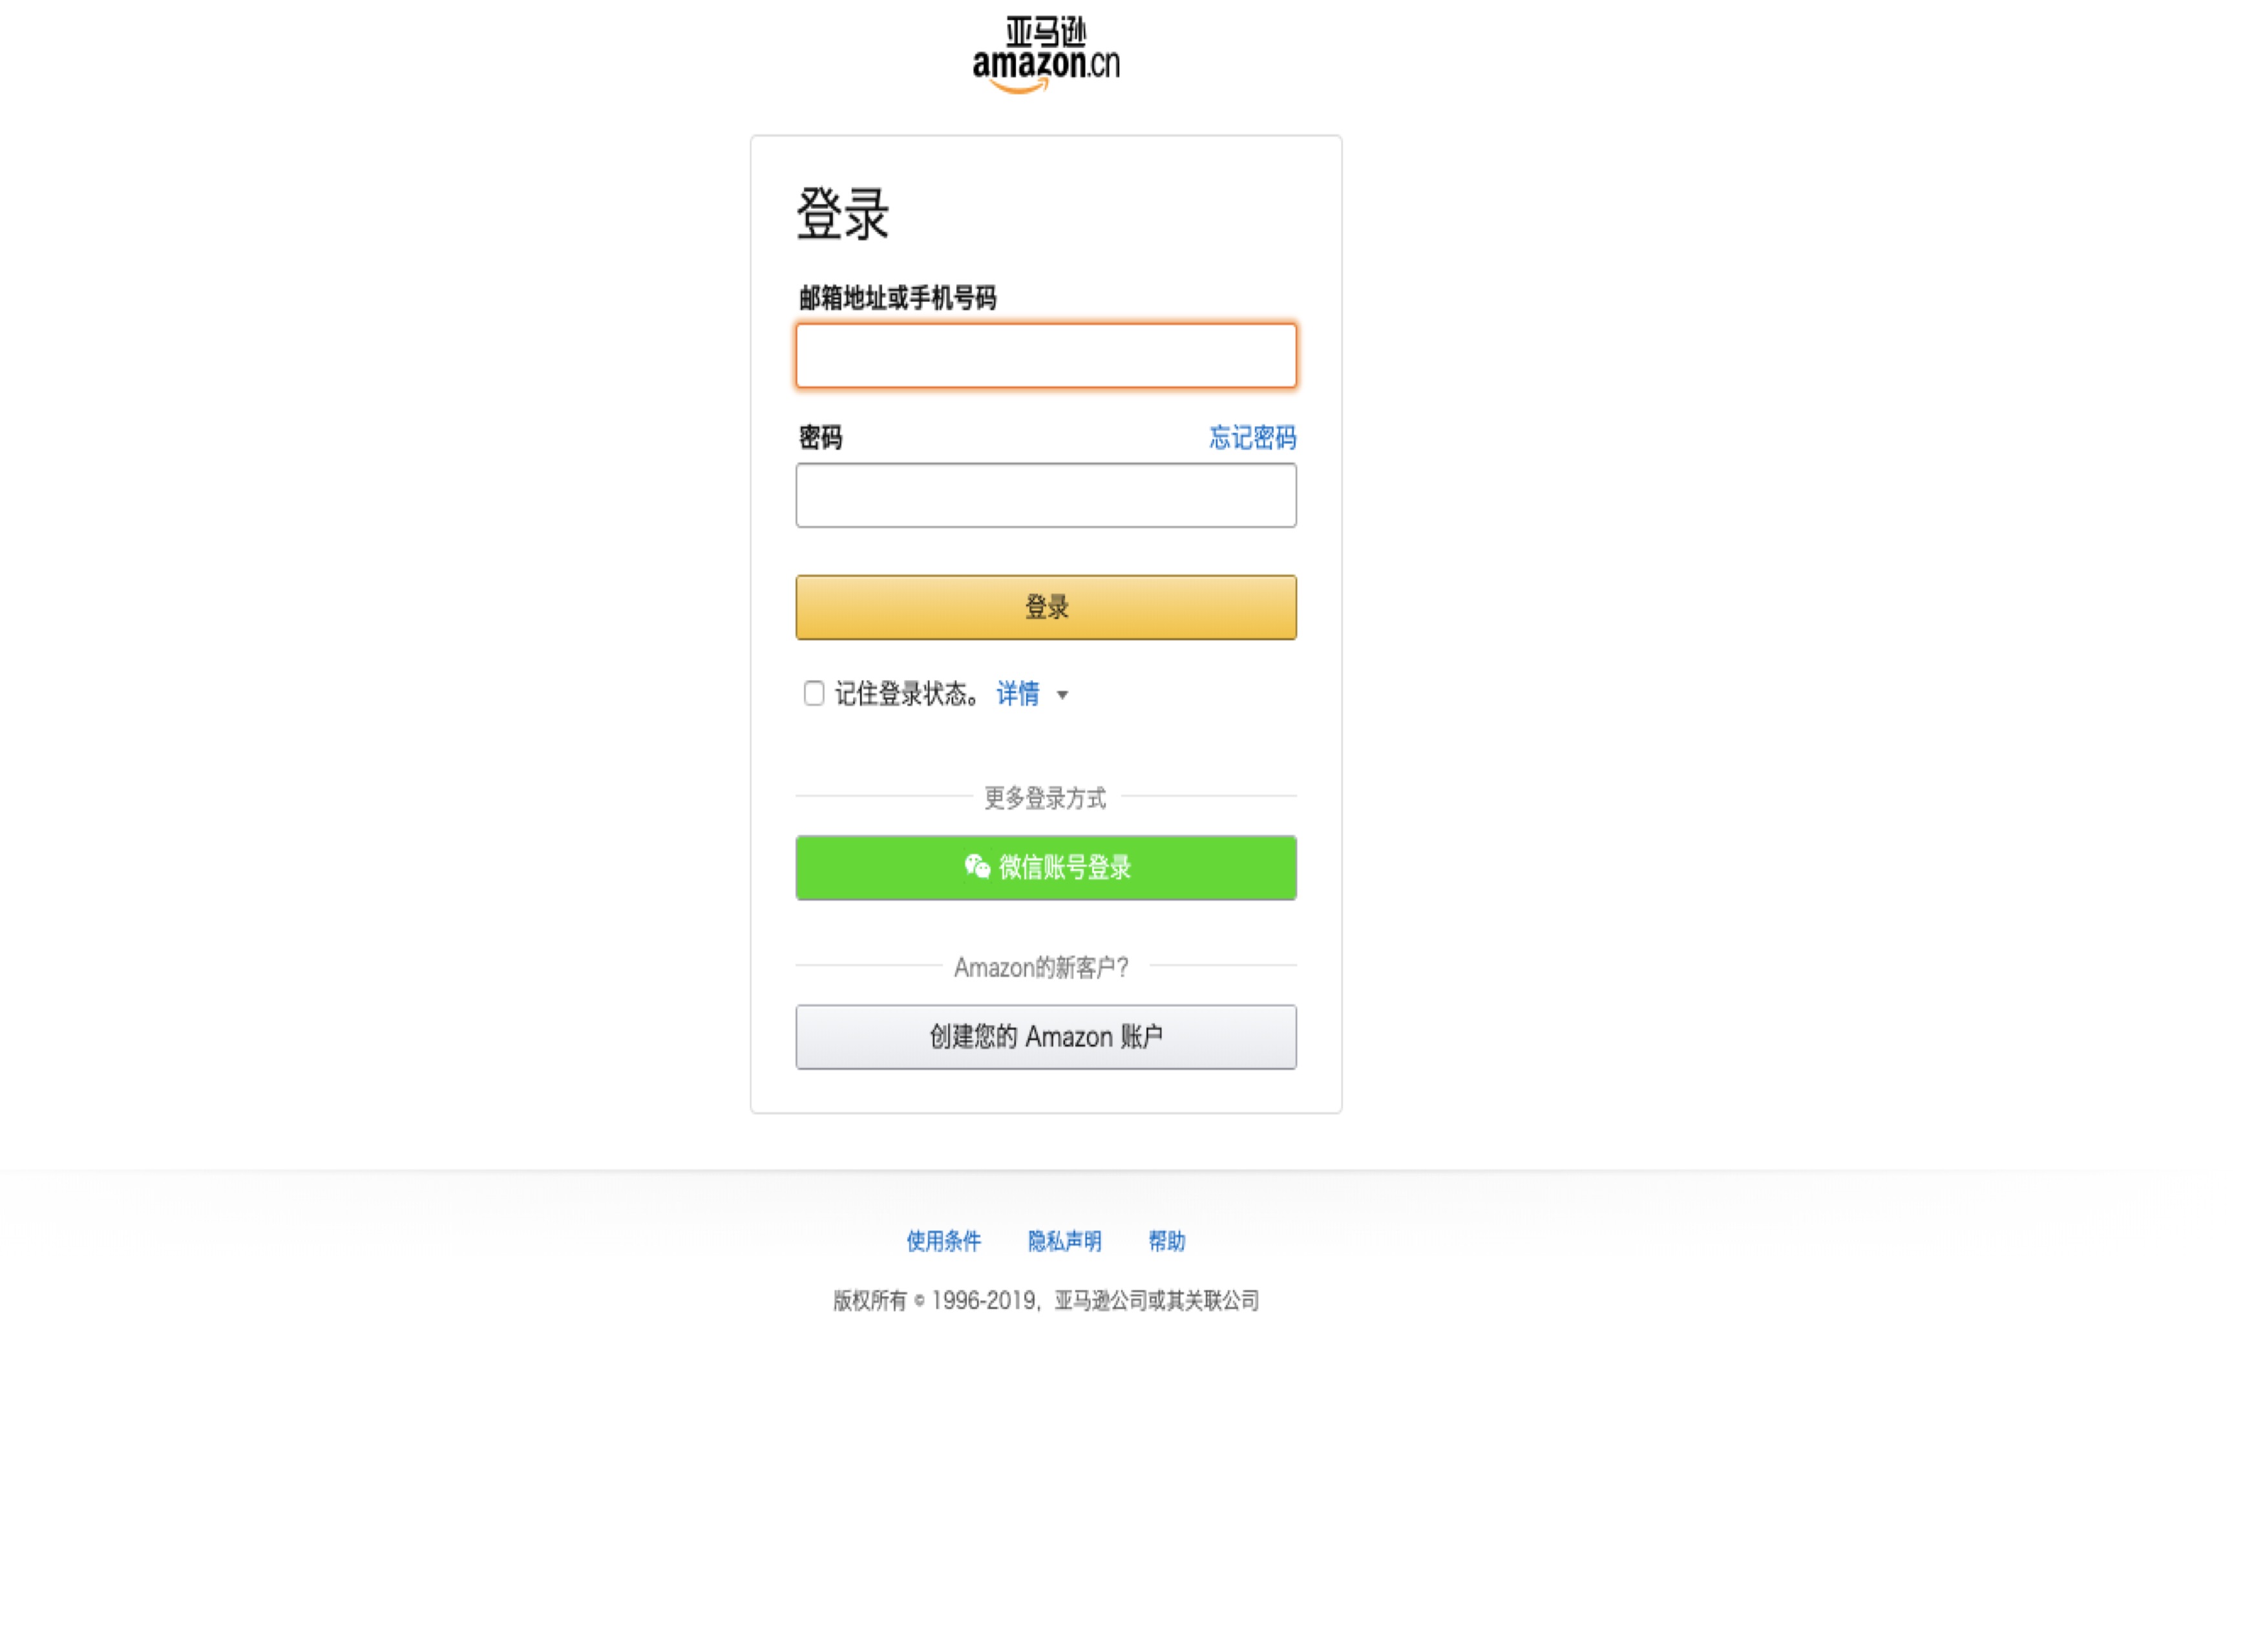 亚马逊
amazon.cn
登录
邮箱地址或手机号码
密码 忘记密码
登录
记住登录状态。 详情
更多登录方式
微信账号登录
Amazon的新客户?
创建您的 Amazon 账户
使用条件 隐私声明 帮助
版权所有 © 1996-2019, 亚马逊公司或其关联公司